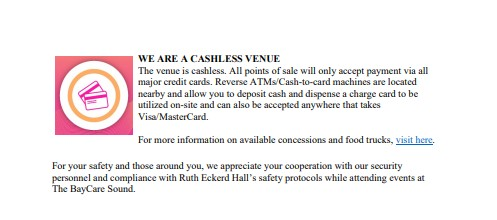 WE ARE A CASHLESS VENUE
The venue is cashless. All points of sale will only accept payment via all
major credit cards. Reverse ATMs/Cash-to-card machines are located
nearby and allow you to deposit cash and dispense a charge card to be
utilized on-site and can also be accepted anywhere that takes
Visa/MasterCard.
For more information on available concessions and food trucks, visit here.
For your safety and those around you, we appreciate your cooperation with our security
personnel and compliance with Ruth Eckerd Hall's safety protocols while attending events at
The BayCare Sound.